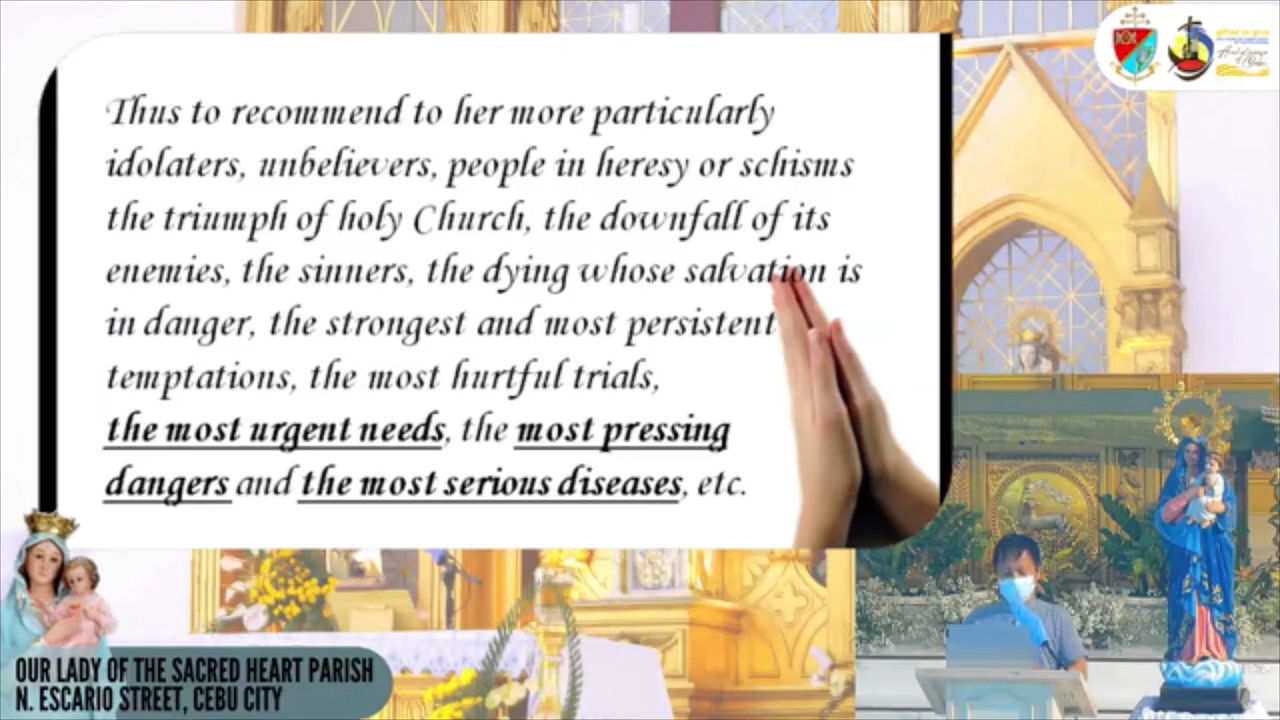 Thus to recommend to her more particularly
idolaters, unbelievers, people in heresy or schisms
the triumph of holy Church, the downfall of its
enemies, the sinners, the dying whose salvation is
in danger, the strongest and most persistent
temptations, the most hurtful trials,
the most urgent needs, the most pressing
dangers and the most serious diseases, etc.
OUR LADY OF THE SACRED HEART PARISH
N. ESCARIO STREET, CEBU CITY